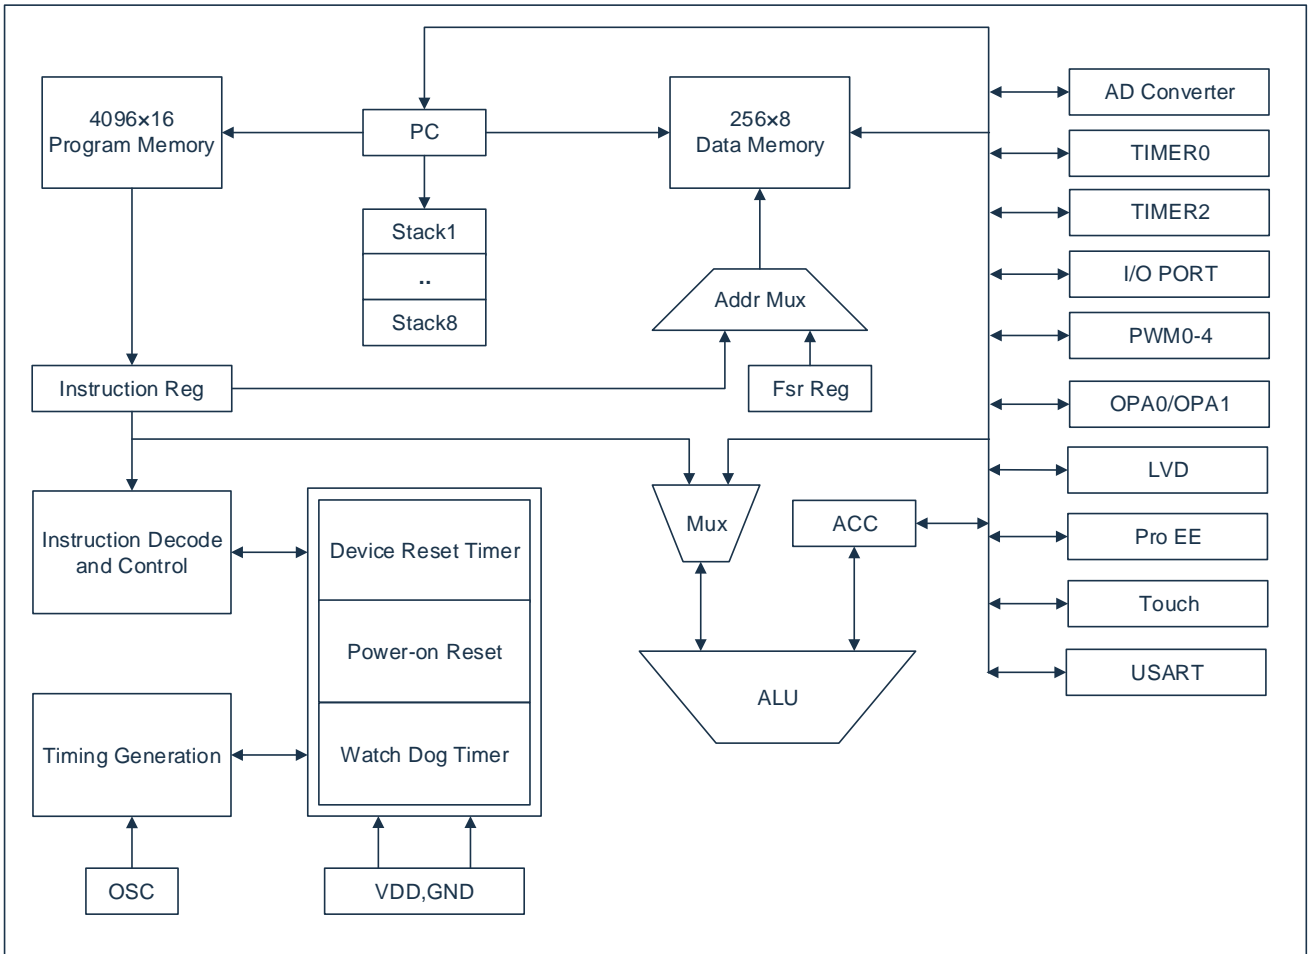 4096×16
Program Memory
PC
256×8
Data Memory
AD Converter
TIMER0
TIMER2
Stack1
..
Stack8
I/O PORT
Addr Mux
PWM0-4
Instruction Reg
Fsr Reg
OPA0/OPA1
LVD
Instruction Decode
and Control
Device Reset Timer
Mux
ACC
Pro EE
Touch
Power-on Reset
USART
ALU
Timing Generation
Watch Dog Timer
OSC
VDD,GND